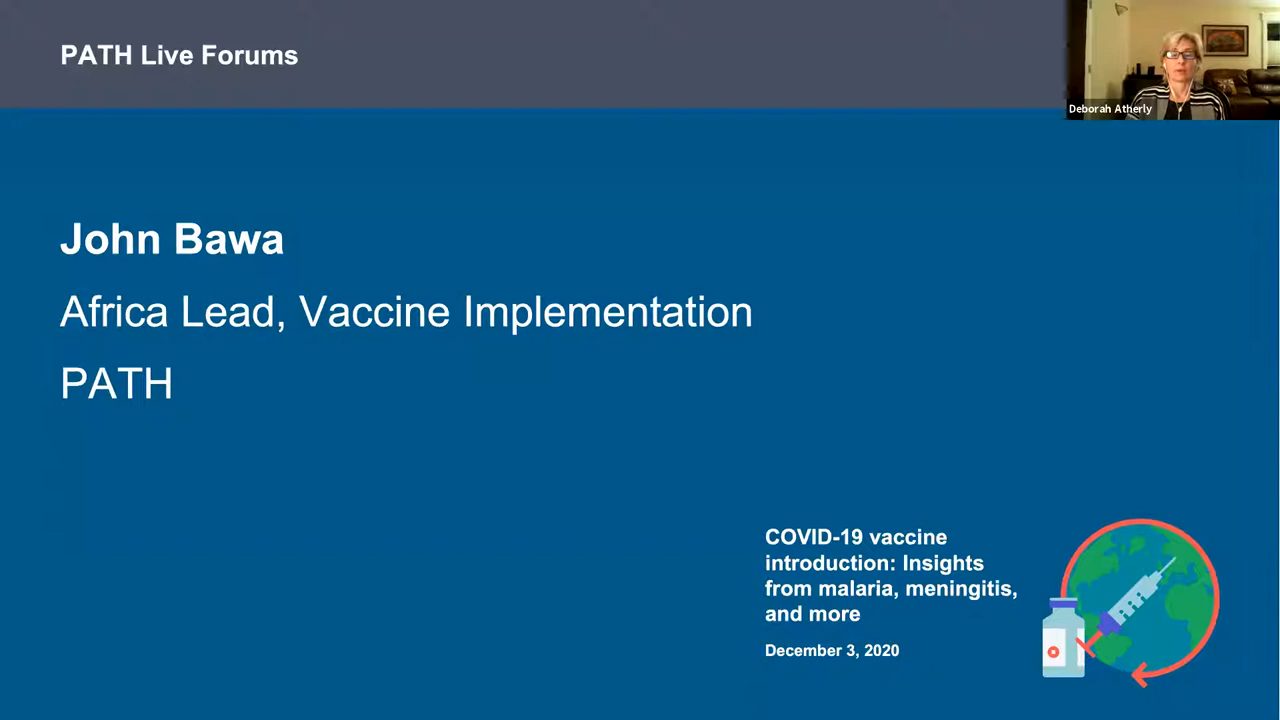 PATH Live Forums
Deborah Atherly
John Bawa
Africa Lead, Vaccine Implementation
PATH
COVID-19 vaccine
introduction: Insights
from malaria, meningitis,
and more
December 3, 2020